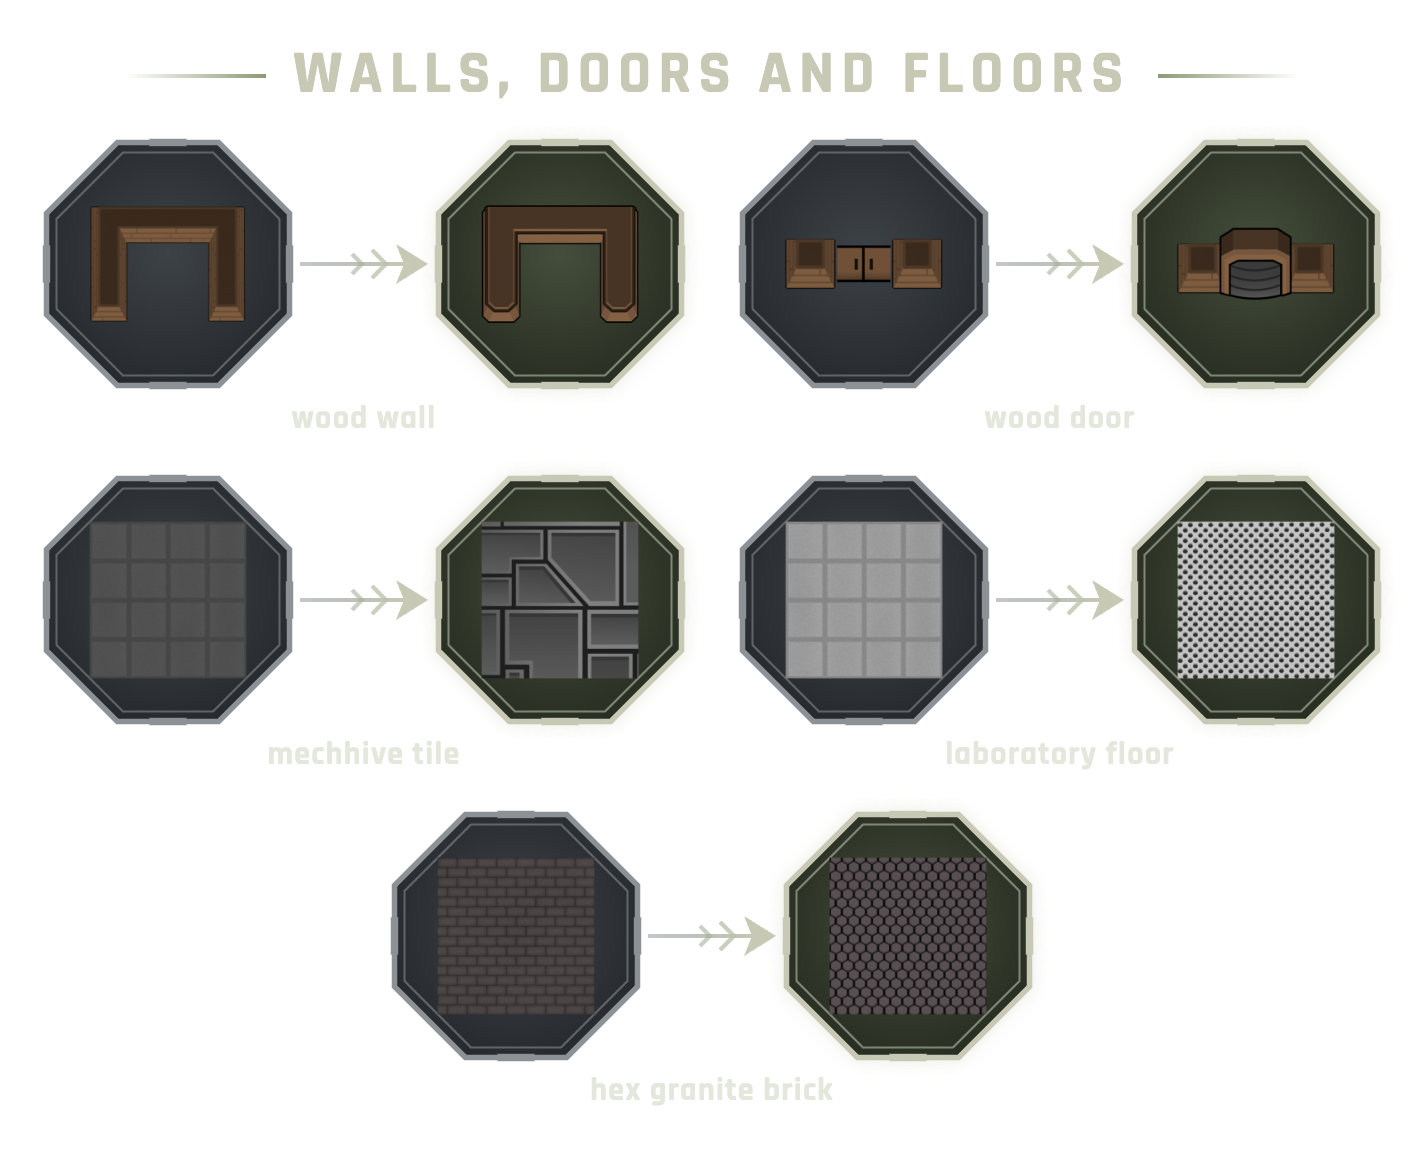 WALLS, DOORS AND FLOORS
wood wall
wood door
mechhive tile
laboratory floor
hex granite brick